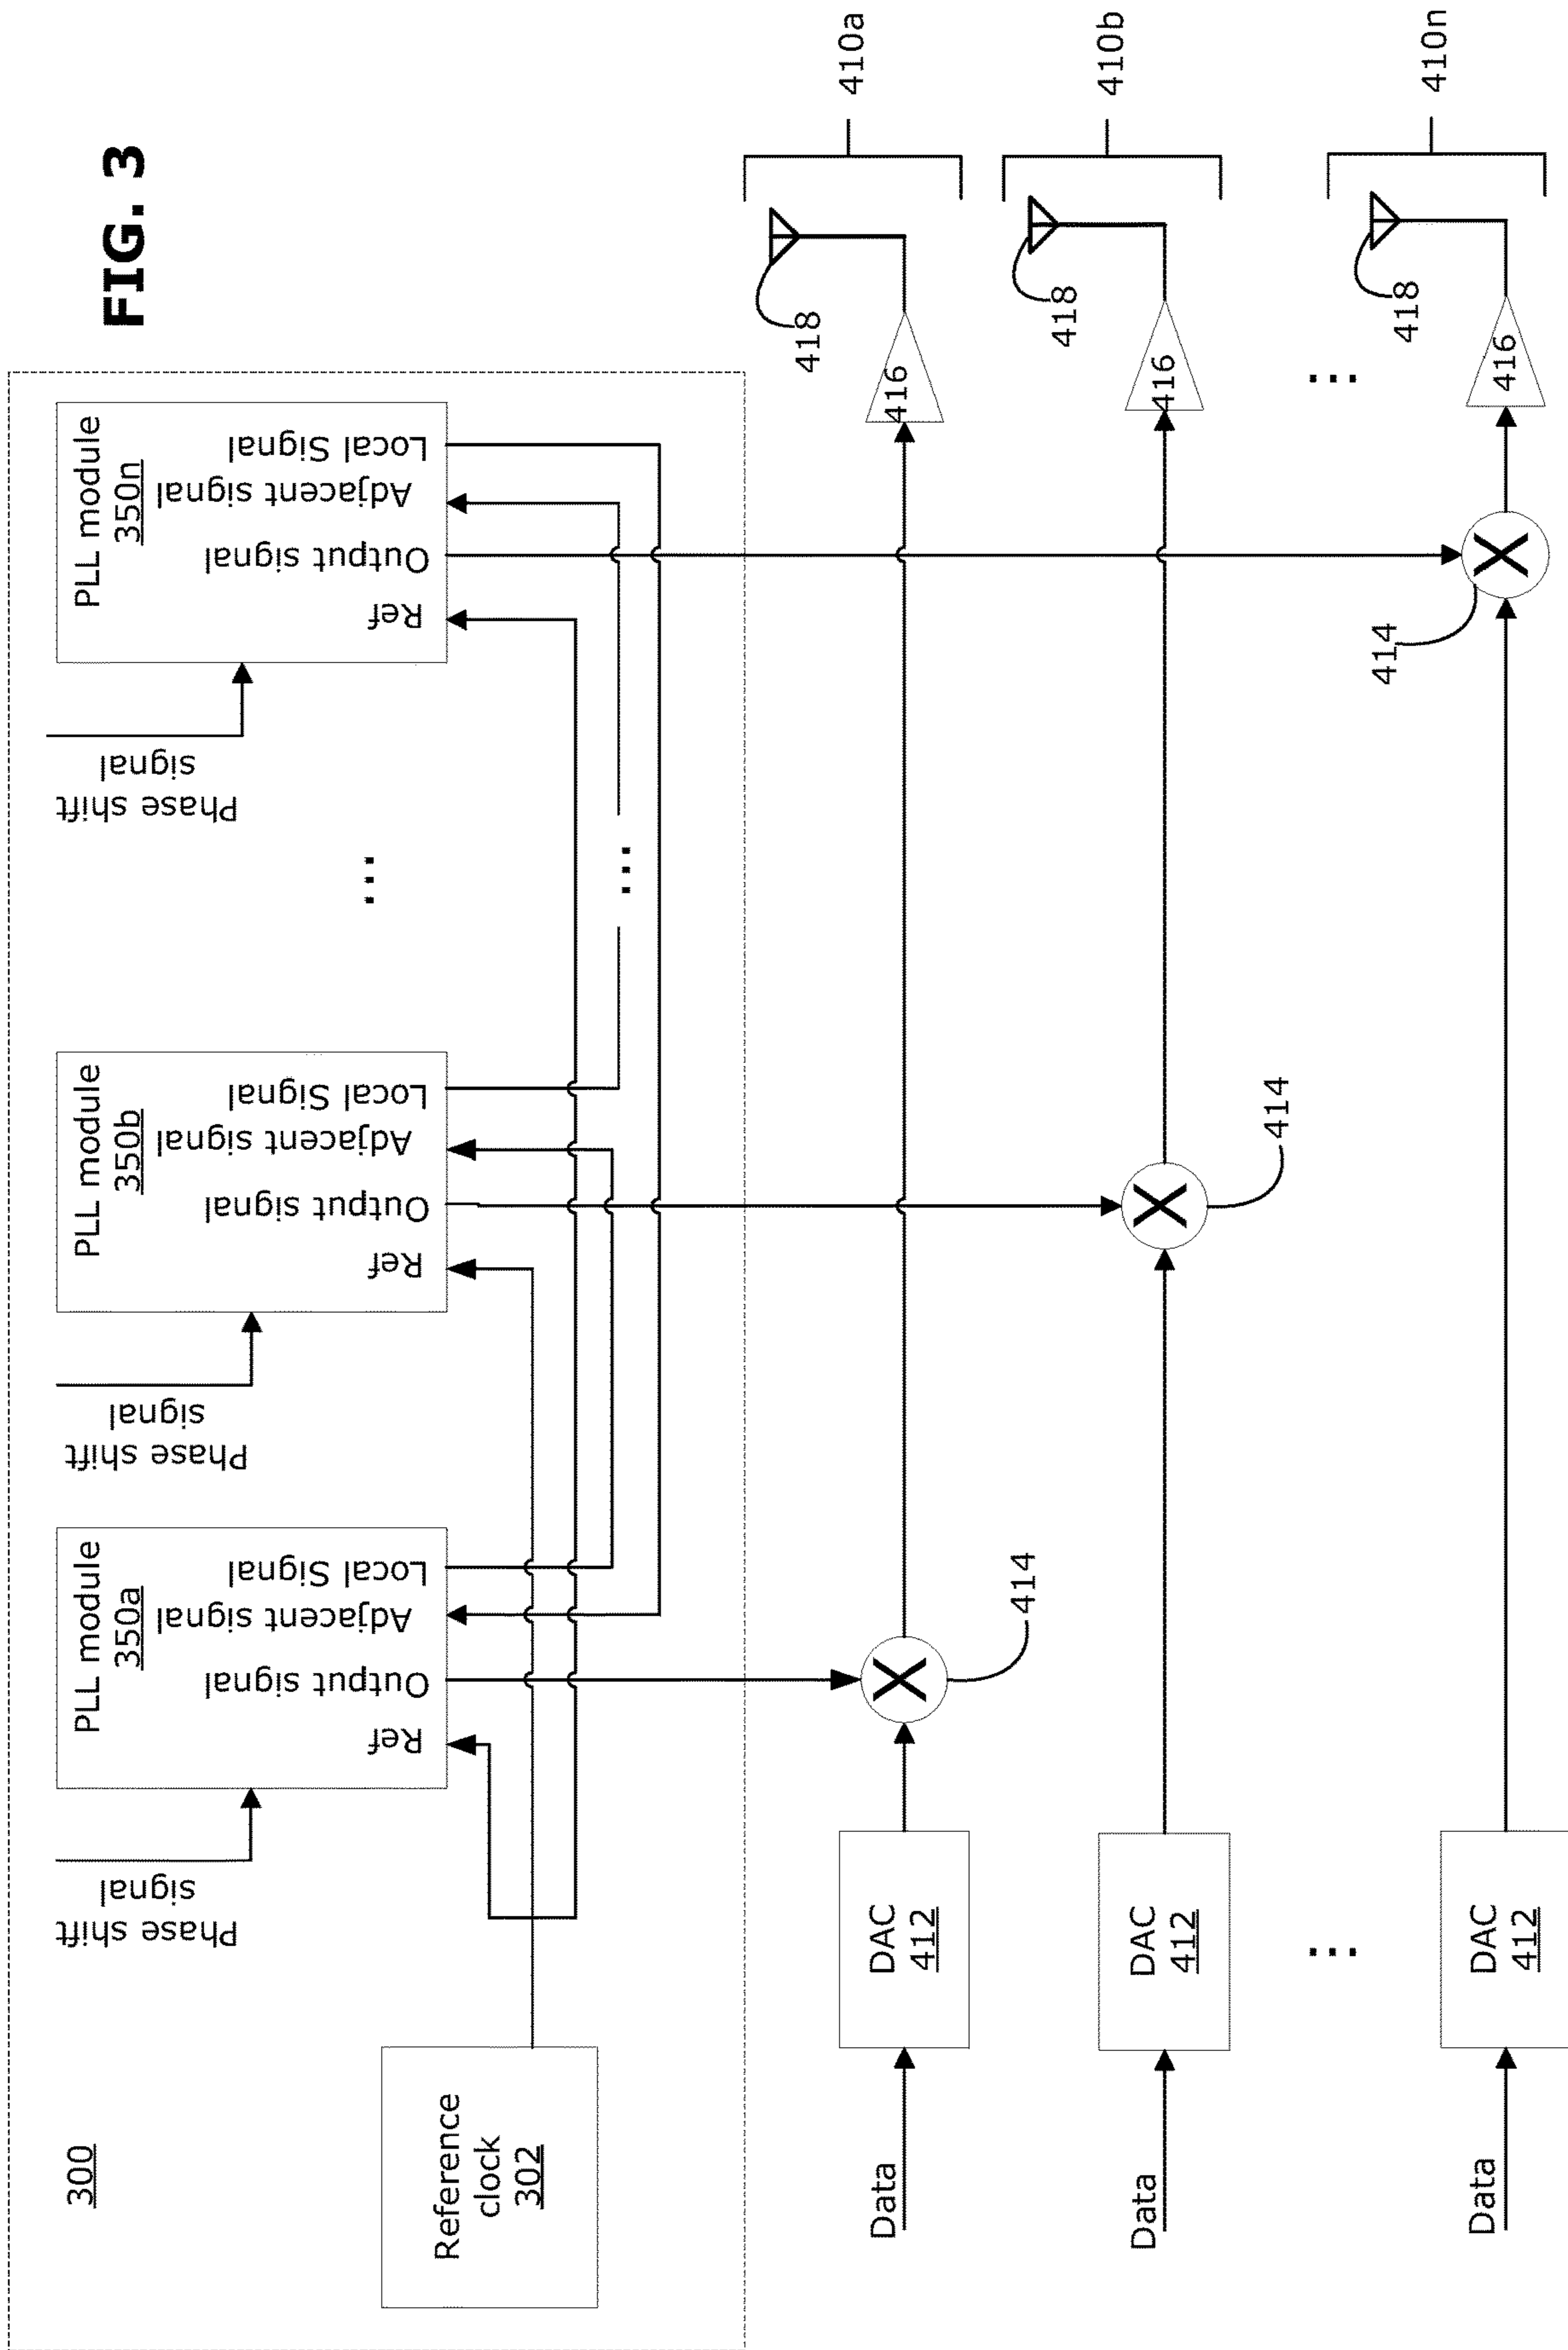 FIG. 3
300
Reference
clock
302
Phase shift
signal
PLL module
350a
Ref
Output signal
Adjacent signal
Local Signal
Phase shift
signal
PLL module
350b
Ref
Output signal
Adjacent signal
Local Signal
...
...
Phase shift
signal
PLL module
350n
Ref
Output signal
Adjacent signal
Local Signal
Data
DAC
412
414
416
418
410a
Data
DAC
412
414
416
418
410b
...
...
Data
DAC
412
414
416
418
410n